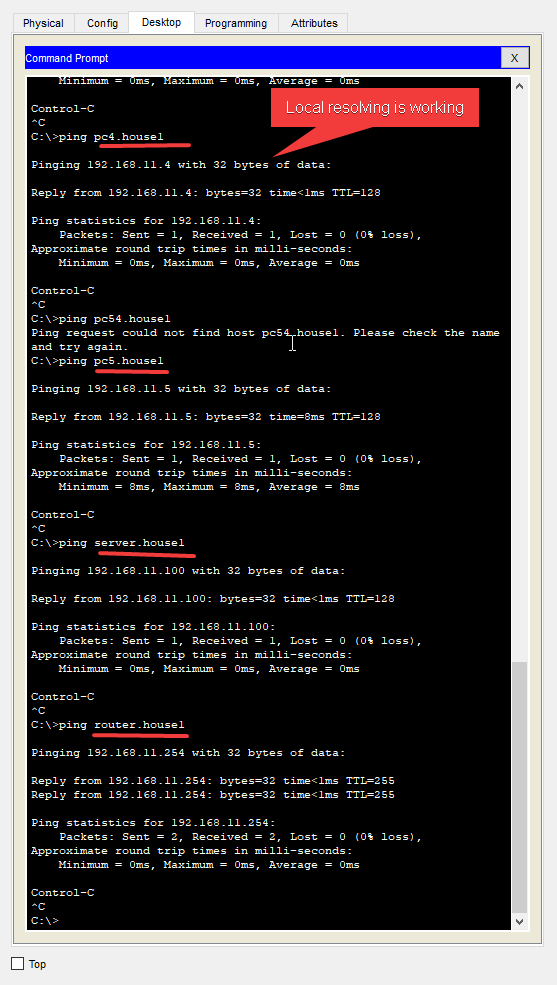 Physical Config Desktop Programming Attributes
Command Prompt X
Minimum = 0ms, Maximum = 0ms, Average = 0ms
Control-C
^C
Local resolving is working
C:\>ping pc4.house1
Pinging 192.168.11.4 with 32 bytes of data:
Reply from 192.168.11.4: bytes=32 time<1ms TTL=128
Ping statistics for 192.168.11.4:
Packets: Sent = 1, Received = 1, Lost = 0 (0% loss),
Approximate round trip times in milli-seconds:
Minimum = 0ms, Maximum = 0ms, Average = 0ms
Control-C
^C
C:\>ping pc54.house1
Ping request could not find host pc54.house1. Please check the name
and try again.
C:\>ping pc5.house1
Pinging 192.168.11.5 with 32 bytes of data:
Reply from 192.168.11.5: bytes=32 time=8ms TTL=128
Ping statistics for 192.168.11.5:
Packets: Sent = 1, Received = 1, Lost = 0 (0% loss),
Approximate round trip times in milli-seconds:
Minimum = 8ms, Maximum = 8ms, Average = 8ms
Control-C
^C
C:\>ping server.house1
Pinging 192.168.11.100 with 32 bytes of data:
Reply from 192.168.11.100: bytes=32 time<1ms TTL=128
Ping statistics for 192.168.11.100:
Packets: Sent = 1, Received = 1, Lost = 0 (0% loss),
Approximate round trip times in milli-seconds:
Minimum = 0ms, Maximum = 0ms, Average = 0ms
Control-C
^C
C:\>ping router.house1
Pinging 192.168.11.254 with 32 bytes of data:
Reply from 192.168.11.254: bytes=32 time<1ms TTL=255
Reply from 192.168.11.254: bytes=32 time<1ms TTL=255
Ping statistics for 192.168.11.254:
Packets: Sent = 2, Received = 2, Lost = 0 (0% loss),
Approximate round trip times in milli-seconds:
Minimum = 0ms, Maximum = 0ms, Average = 0ms
Control-C
^C
C:\>
Top